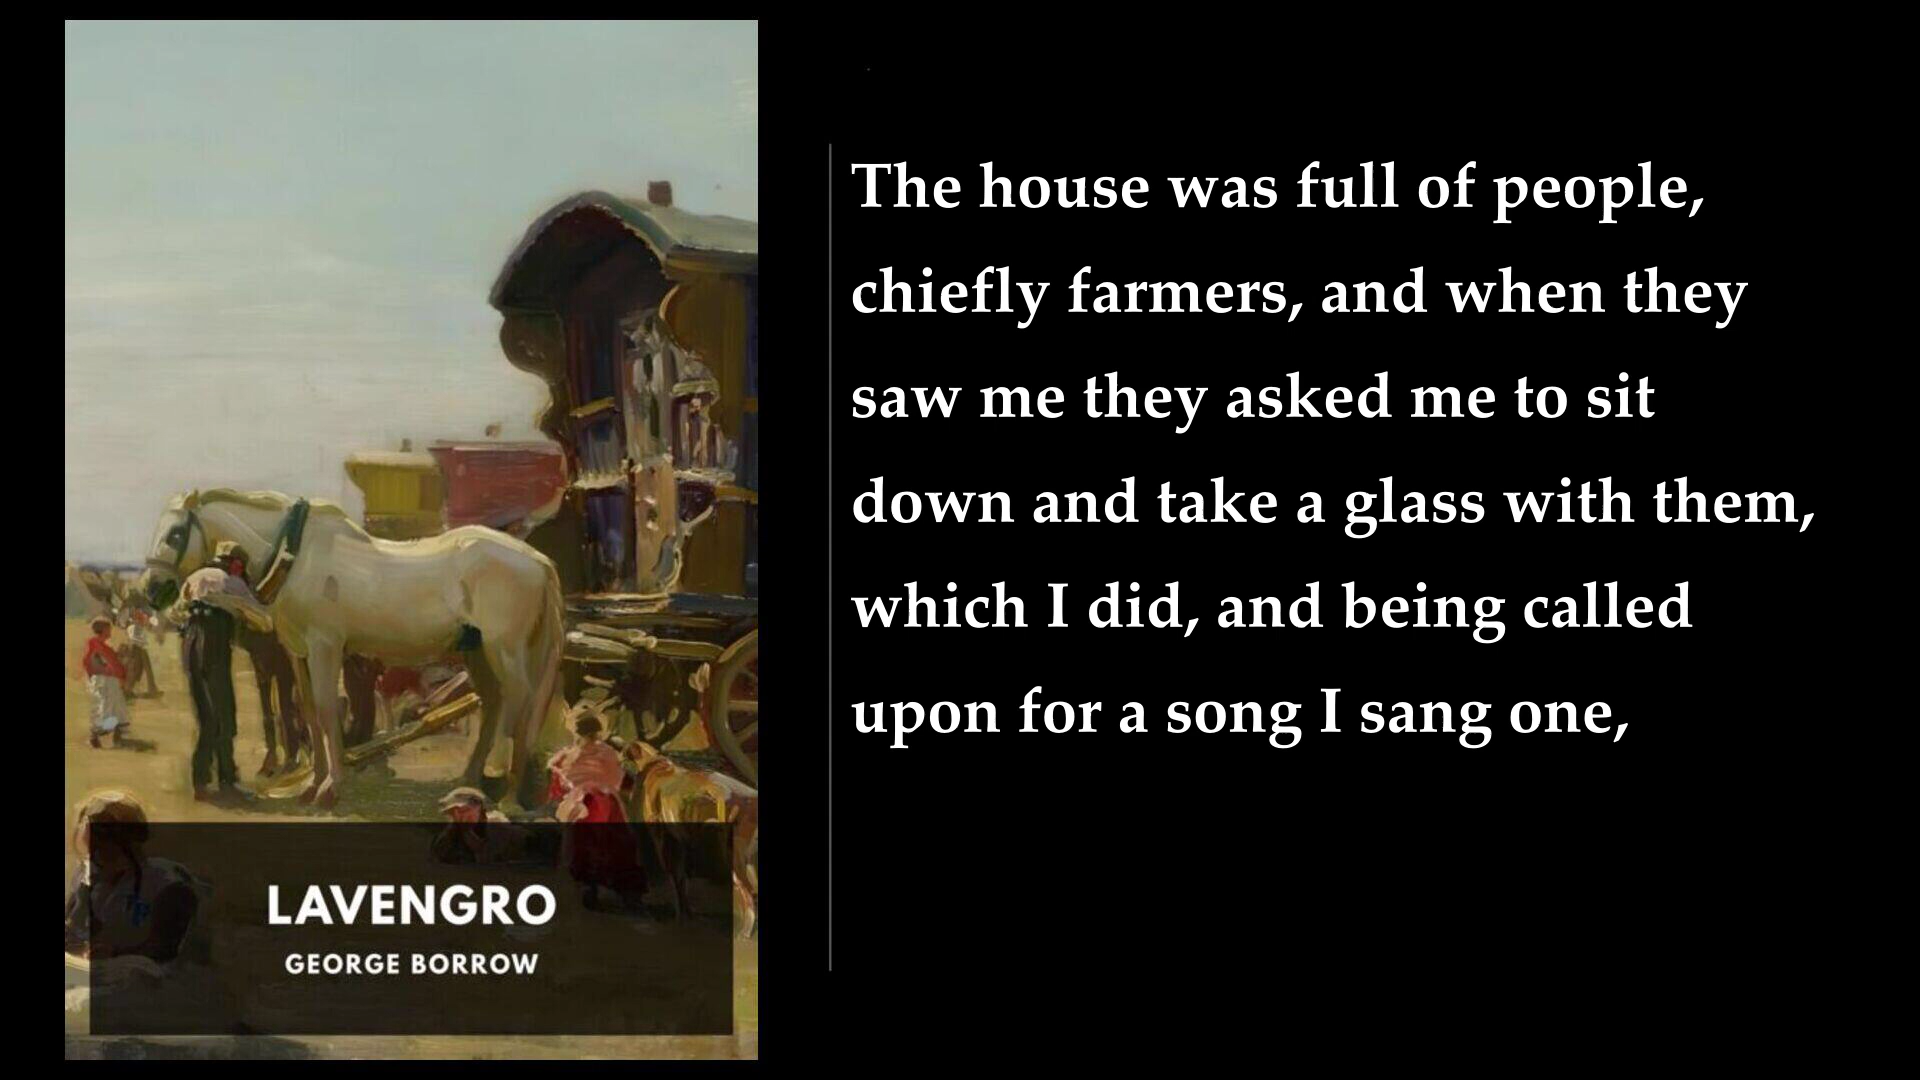 The house was full of people,
chiefly farmers, and when they
saw me they asked me to sit
down and take a glass with them,
which I did, and being called
upon for a song I sang one,
LAVENGRO
GEORGE BORROW